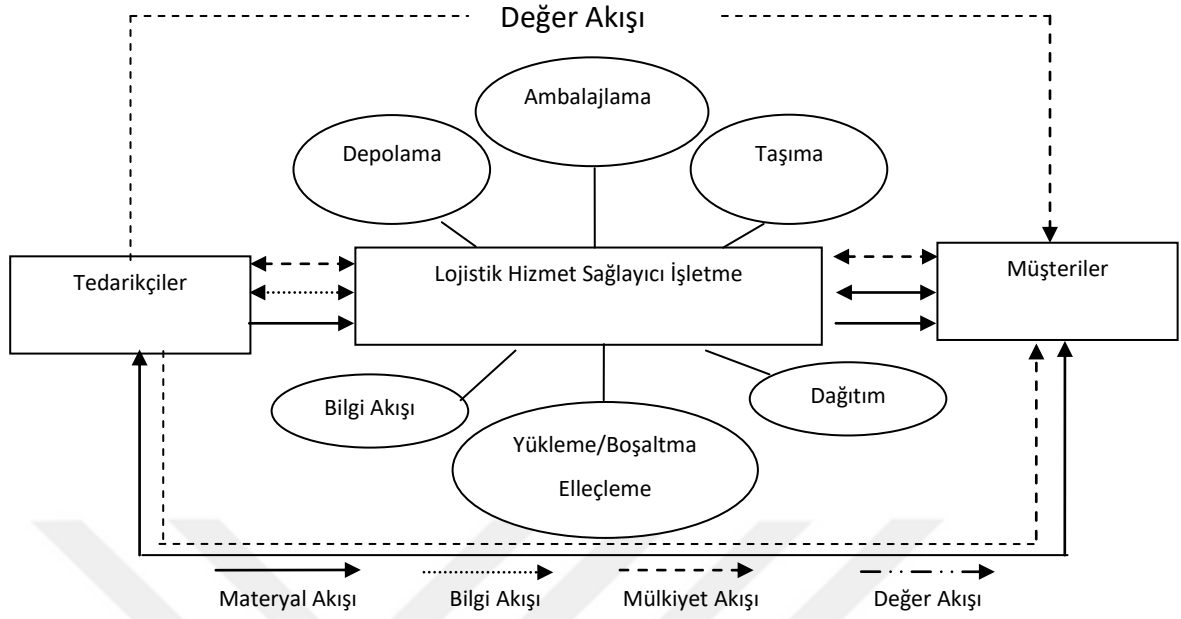 Değer Akışı
Ambalajlama
Depolama
Taşıma
Tedarikçiler
Lojistik Hizmet Sağlayıcı İşletme
Müşteriler
Bilgi Akışı
Yükleme/Boşaltma
Elleçleme
Dağıtım
Materyal Akışı
Bilgi Akışı
Mülkiyet Akışı
Değer Akışı